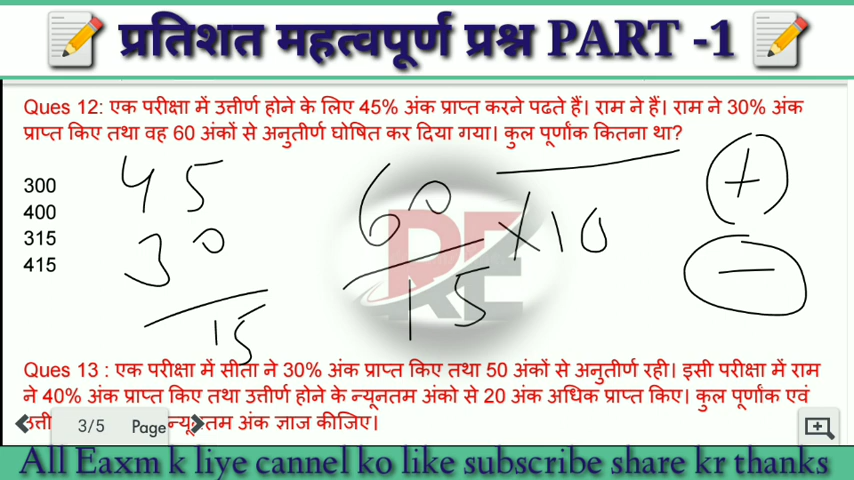 प्रतिशत महत्वपूर्ण प्रश्न PART -1
Ques 12: एक परीक्षा में उत्तीर्ण होने के लिए 45% अंक प्राप्त करने पढते हैं। राम ने हैं। राम ने 30% अंक
प्राप्त किए तथा वह 60 अंकों से अनुतीर्ण घोषित कर दिया गया। कुल पूर्णांक कितना था?
300
400
315
415
45
30
15
60
15
×10
+
−
RE
Ques 13 : एक परीक्षा में सीता ने 30% अंक प्राप्त किए तथा 50 अंकों से अनुतीर्ण रही। इसी परीक्षा में राम
ने 40% अंक प्राप्त किए तथा उत्तीर्ण होने के न्यूनतम अंको से 20 अंक अधिक प्राप्त किए। कुल पूर्णांक एवं
3/5 Page
अंक ज्ञाज कीजिए।
All Eaxm k liye cannel ko like subscribe share kr thanks